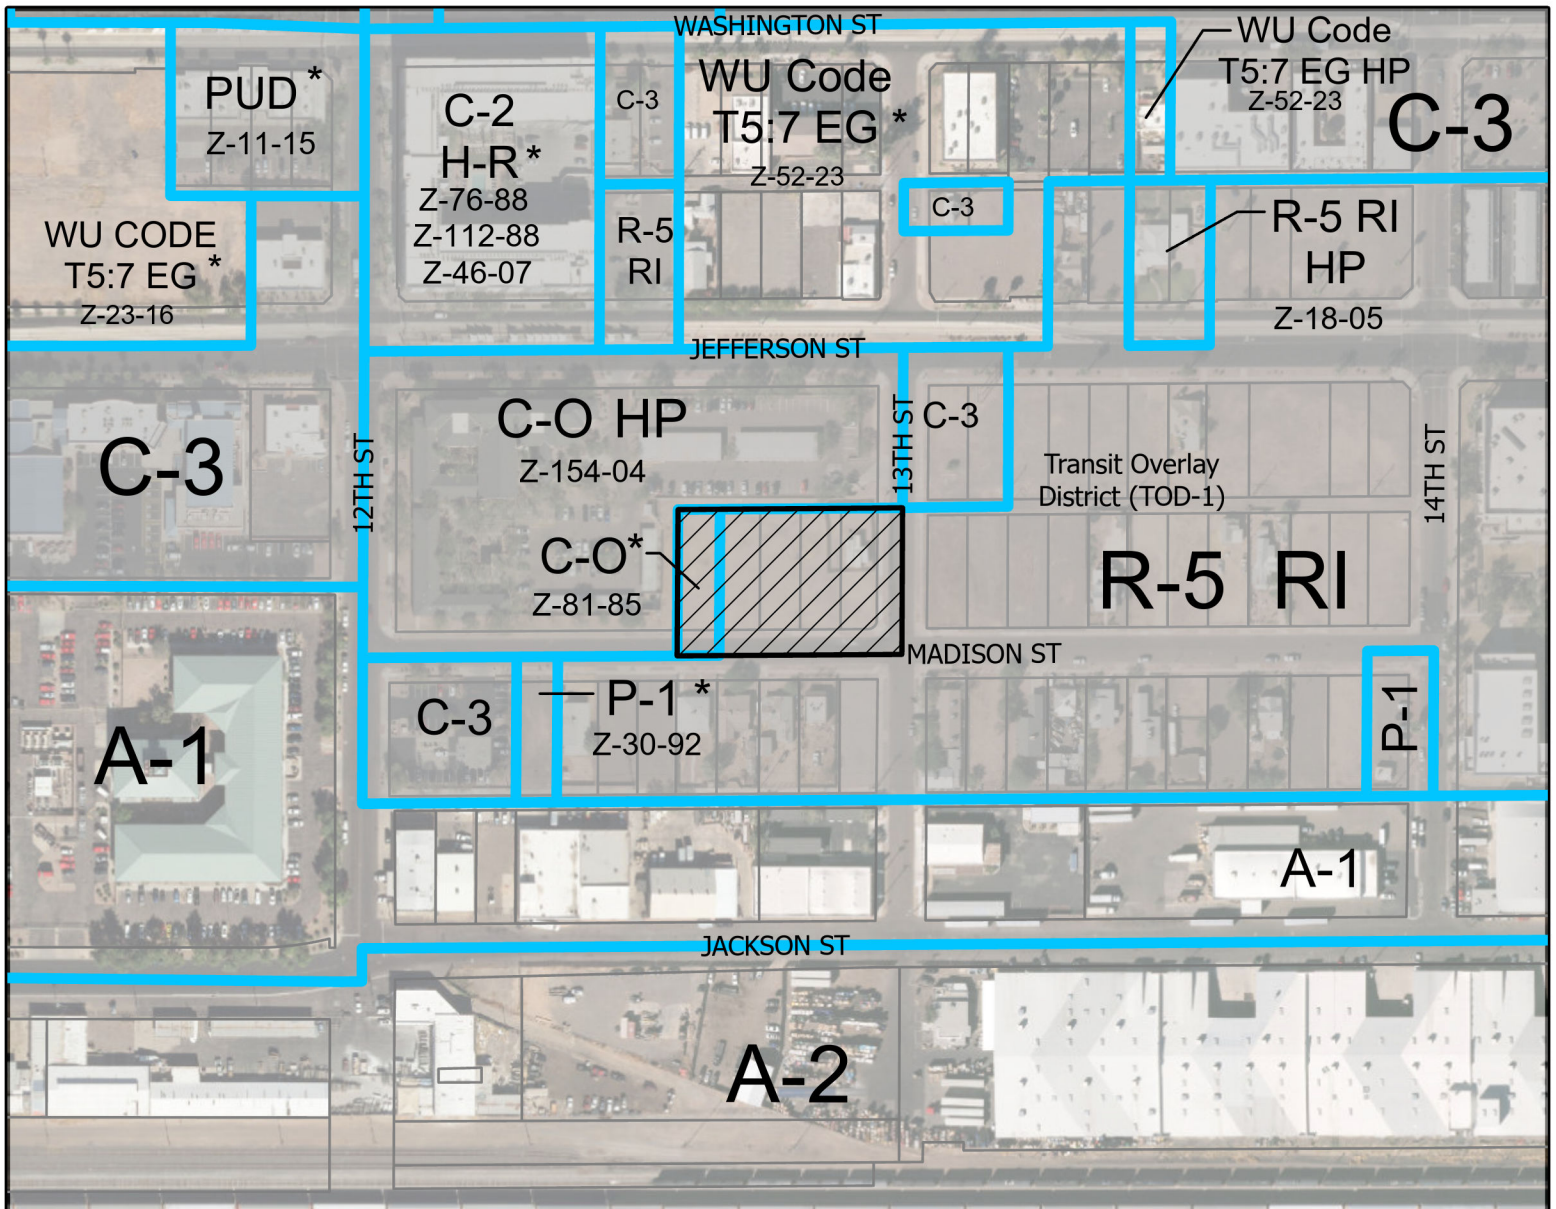 WASHINGTON ST
PUD *
Z-11-15
C-2
H-R *
Z-76-88
Z-112-88
Z-46-07
C-3
WU Code
T5:7 EG *
Z-52-23
WU Code
T5:7 EG HP
Z-52-23
C-3
WU CODE
T5:7 EG *
Z-23-16
R-5
RI
C-3
R-5 RI
HP
Z-18-05
JEFFERSON ST
C-3
12TH ST
C-O HP
Z-154-04
13TH ST
C-3
Transit Overlay
District (TOD-1)
14TH ST
C-O*
Z-81-85
R-5 RI
MADISON ST
A-1
C-3
P-1 *
Z-30-92
P-1
A-1
JACKSON ST
A-2